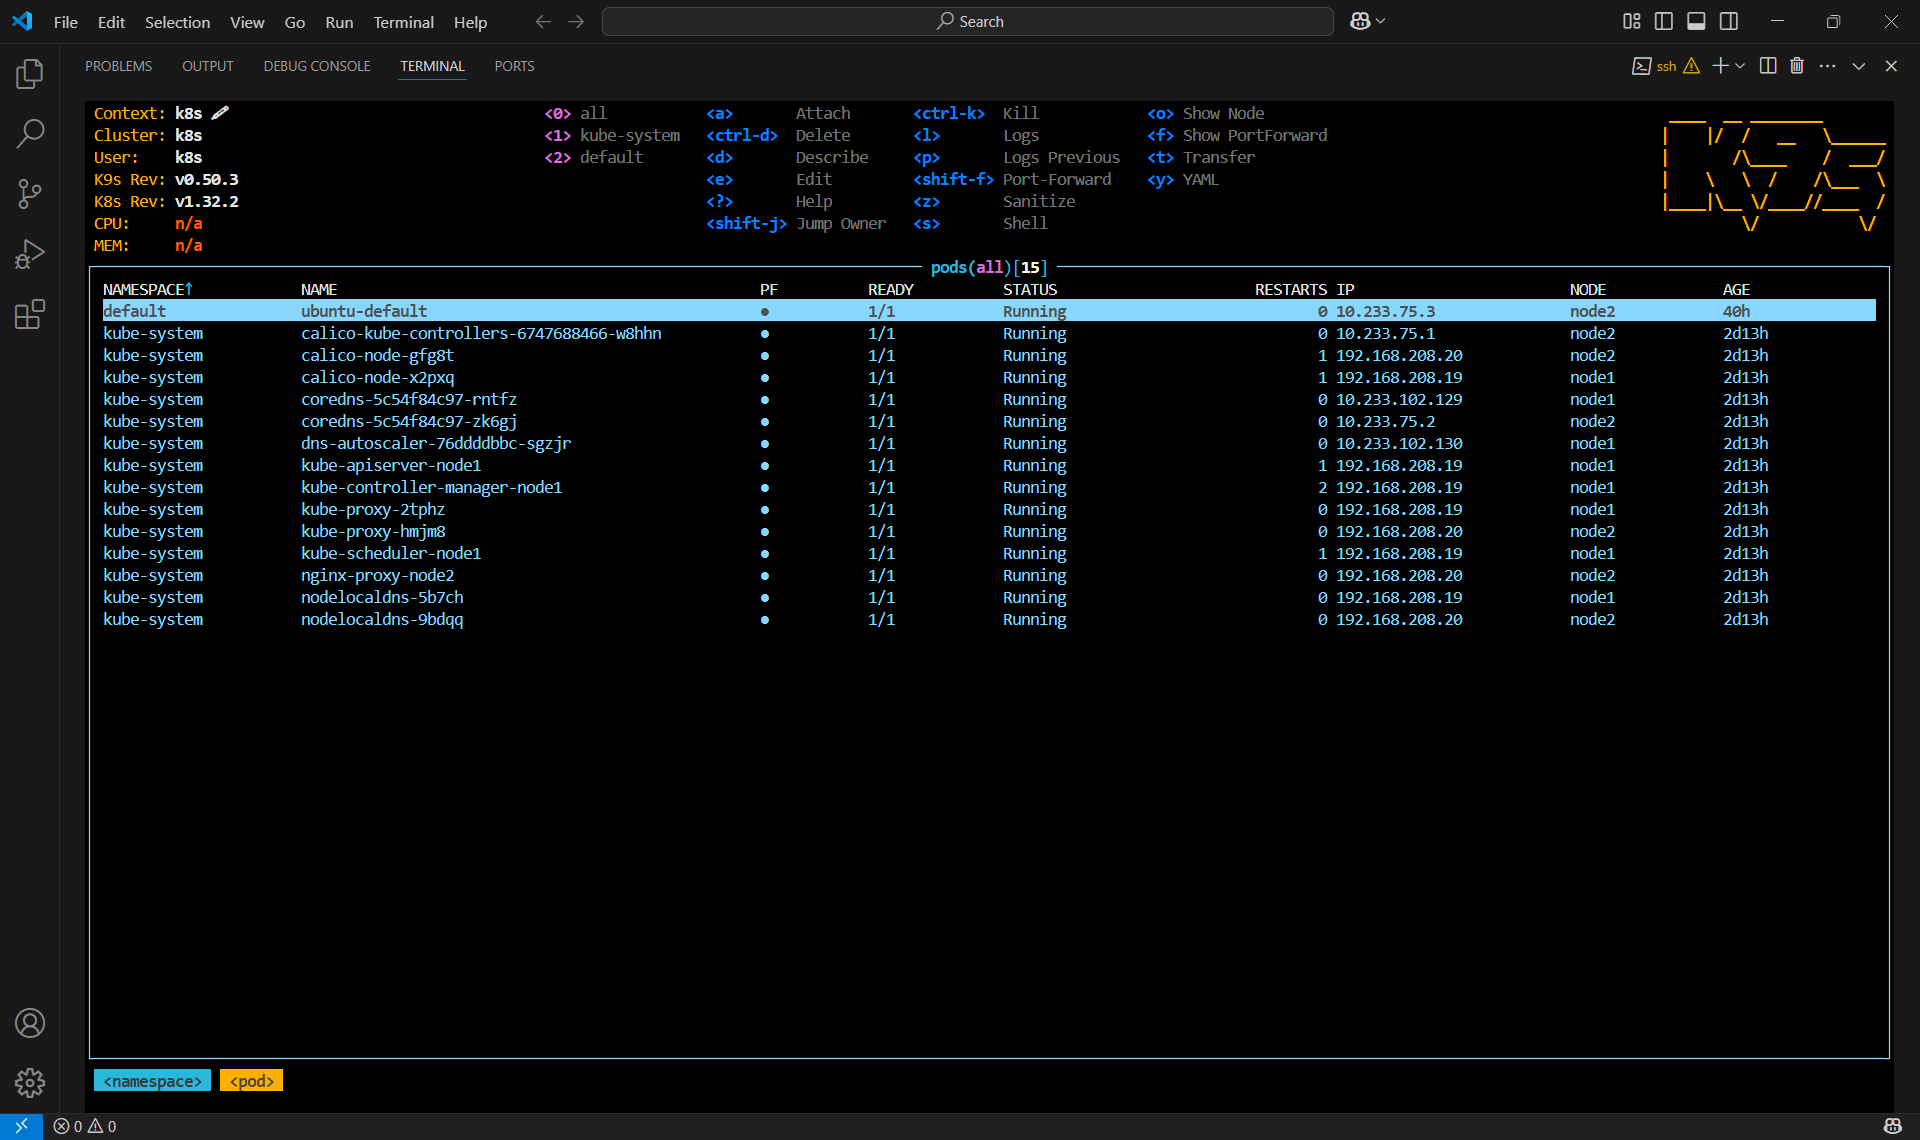 File Edit Selection View Go Run Terminal Help Search
PROBLEMS OUTPUT DEBUG CONSOLE TERMINAL PORTS ssh
Context: k8s <0> all <a> Attach <ctrl-k> Kill <o> Show Node
Cluster: k8s <1> kube-system <ctrl-d> Delete <l> Logs <f> Show PortForward
User: k8s <2> default <d> Describe <p> Logs Previous <t> Transfer
K9s Rev: v0.50.3 <e> Edit <shift-f> Port-Forward <y> YAML
K8s Rev: v1.32.2 <?> Help <z> Sanitize
CPU: n/a <shift-j> Jump Owner <s> Shell
MEM: n/a
pods(all)[15]
NAMESPACE↑ NAME PF READY STATUS RESTARTS IP NODE AGE
default ubuntu-default ● 1/1 Running 0 10.233.75.3 node2 40h
kube-system calico-kube-controllers-6747688466-w8hhn ● 1/1 Running 0 10.233.75.1 node2 2d13h
kube-system calico-node-gfg8t ● 1/1 Running 1 192.168.208.20 node2 2d13h
kube-system calico-node-x2pxq ● 1/1 Running 1 192.168.208.19 node1 2d13h
kube-system coredns-5c54f84c97-rntfz ● 1/1 Running 0 10.233.102.129 node1 2d13h
kube-system coredns-5c54f84c97-zk6gj ● 1/1 Running 0 10.233.75.2 node2 2d13h
kube-system dns-autoscaler-76ddddbbc-sgzjr ● 1/1 Running 0 10.233.102.130 node1 2d13h
kube-system kube-apiserver-node1 ● 1/1 Running 1 192.168.208.19 node1 2d13h
kube-system kube-controller-manager-node1 ● 1/1 Running 2 192.168.208.19 node1 2d13h
kube-system kube-proxy-2tphz ● 1/1 Running 0 192.168.208.19 node1 2d13h
kube-system kube-proxy-hmjm8 ● 1/1 Running 0 192.168.208.20 node2 2d13h
kube-system kube-scheduler-node1 ● 1/1 Running 1 192.168.208.19 node1 2d13h
kube-system nginx-proxy-node2 ● 1/1 Running 0 192.168.208.20 node2 2d13h
kube-system nodelocaldns-5b7ch ● 1/1 Running 0 192.168.208.19 node1 2d13h
kube-system nodelocaldns-9bdqq ● 1/1 Running 0 192.168.208.20 node2 2d13h
<namespace> <pod>
0 0